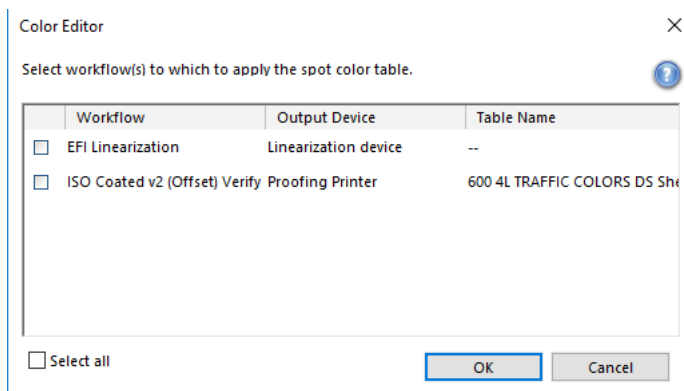 Color Editor
Select workflow(s) to which to apply the spot color table.
Workflow Output Device Table Name
EFI Linearization Linearization device --
ISO Coated v2 (Offset) Verify Proofing Printer 600 4L TRAFFIC COLORS DS She
Select all OK Cancel